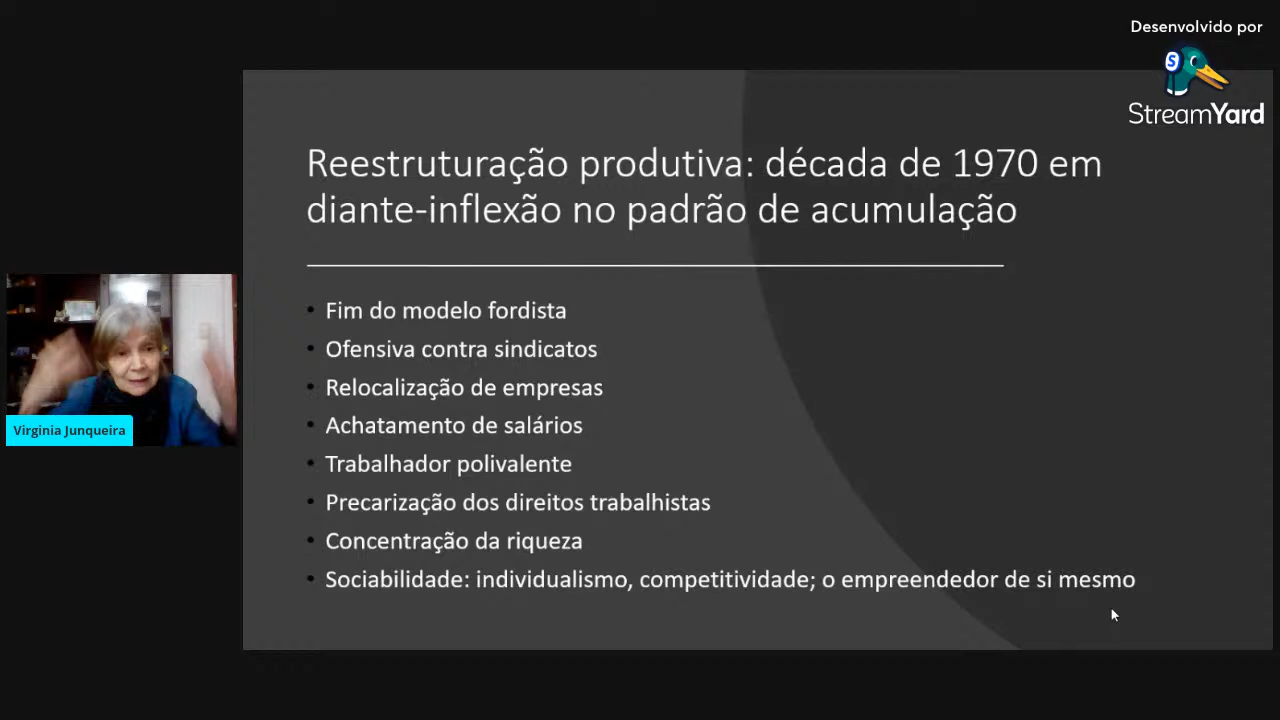 Desenvolvido por
StreamYard
Reestruturação produtiva: década de 1970 em
diante-inflexão no padrão de acumulação
• Fim do modelo fordista
• Ofensiva contra sindicatos
• Relocalização de empresas
• Achatamento de salários
• Trabalhador polivalente
• Precarização dos direitos trabalhistas
• Concentração da riqueza
• Sociabilidade: individualismo, competitividade; o empreendedor de si mesmo
Virginia Junqueira